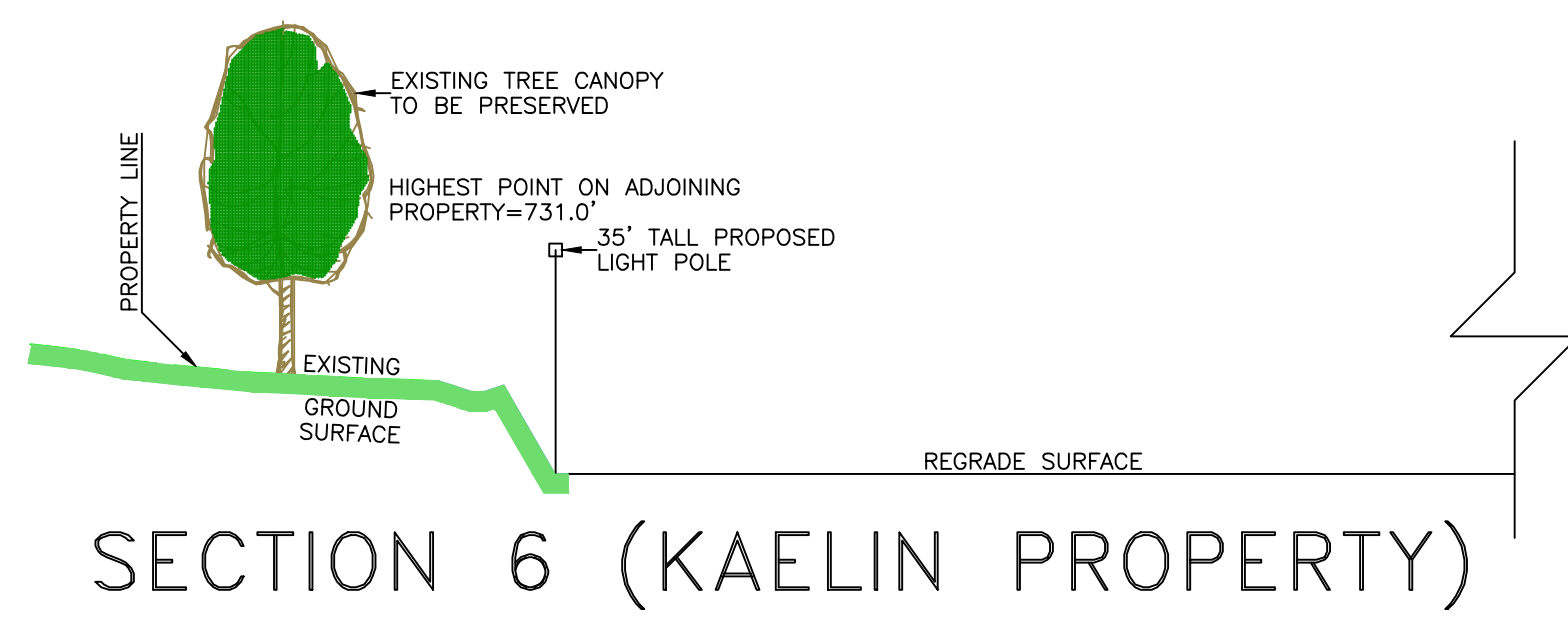 EXISTING TREE CANOPY
TO BE PRESERVED
PROPERTY LINE
HIGHEST POINT ON ADJOINING
PROPERTY=731.0'
35' TALL PROPOSED
LIGHT POLE
EXISTING
GROUND
SURFACE
REGRADE SURFACE
SECTION 6 (KAELIN PROPERTY)